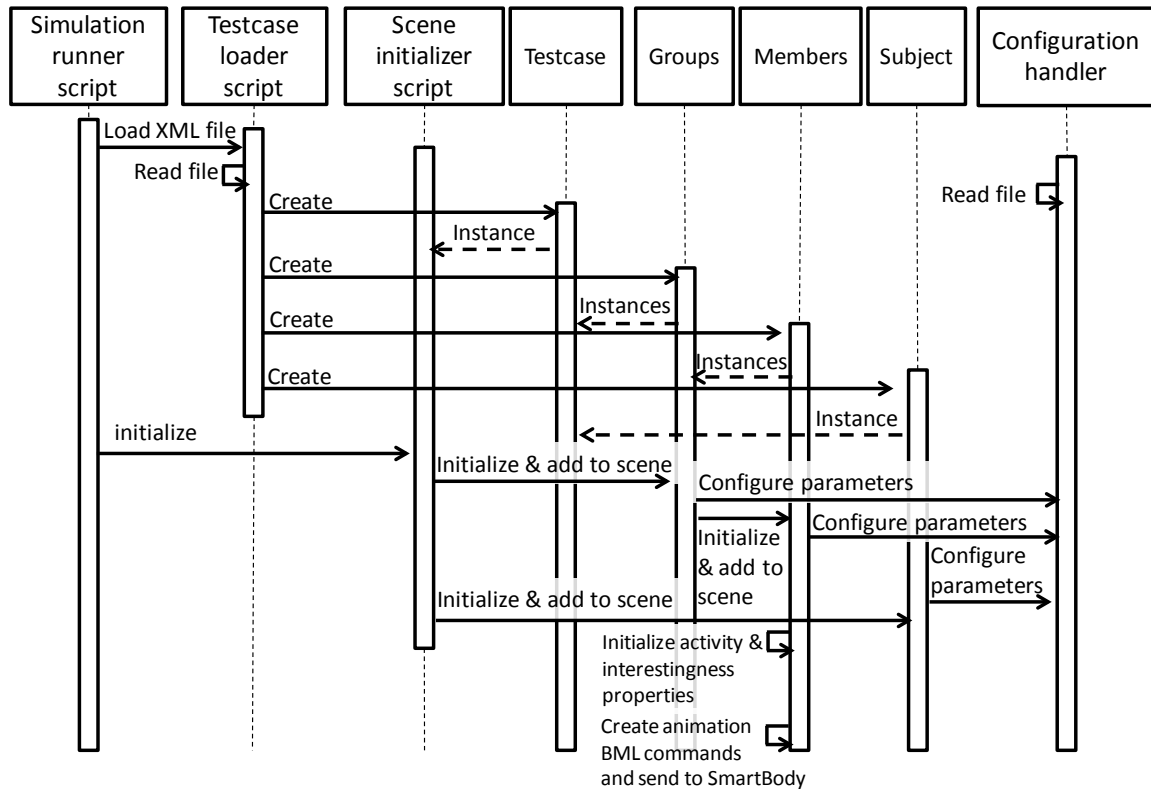 Simulation
runner
script
Testcase
loader
script
Scene
initializer
script
Testcase
Groups
Members
Subject
Configuration
handler
Load XML file
Read file
Read file
Create
Instance
Create
Instances
Create
Instances
Create
Instance
initialize
Initialize & add to scene
Configure parameters
Configure parameters
Initialize
& add to
scene
Configure
parameters
Initialize & add to scene
Initialize activity &
interestingness
properties
Create animation
BML commands
and send to SmartBody